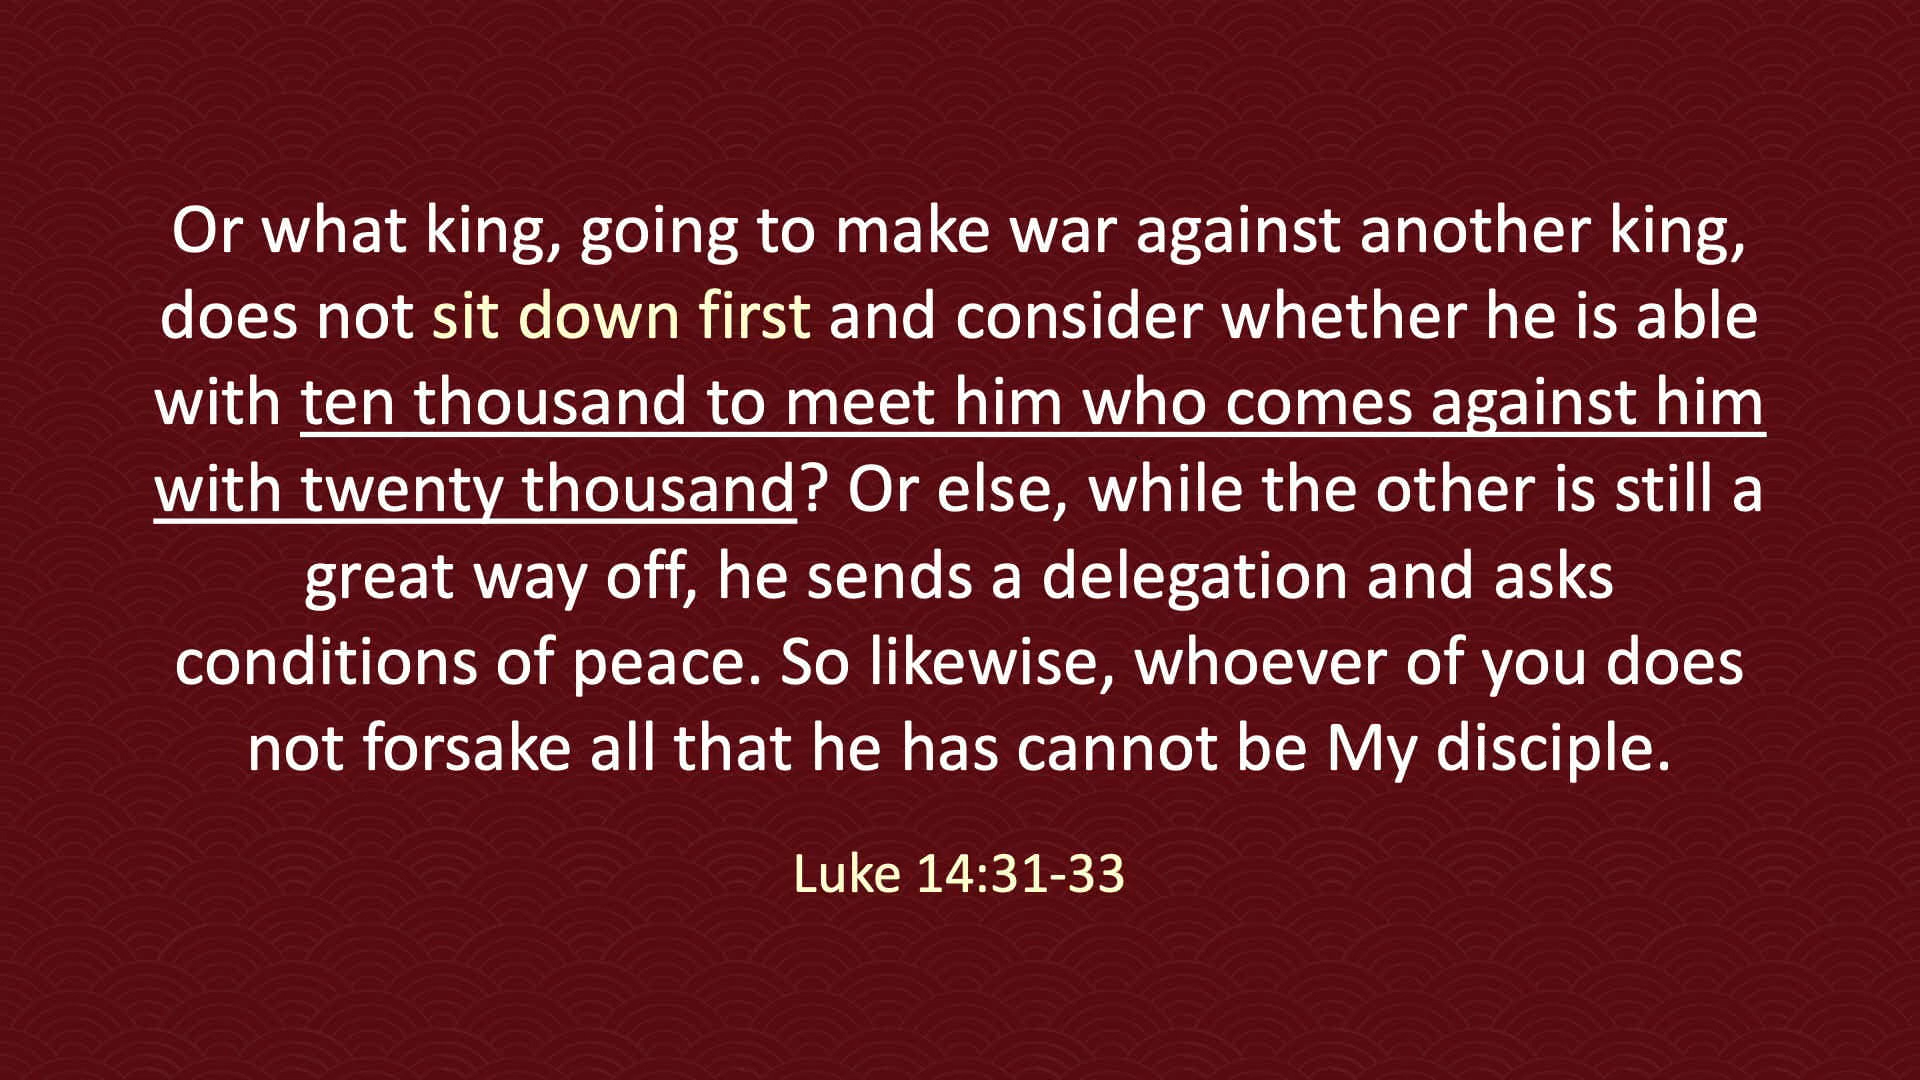 Or what king, going to make war against another king,
does not sit down first and consider whether he is able
with ten thousand to meet him who comes against him
with twenty thousand? Or else, while the other is still a
great way off, he sends a delegation and asks
conditions of peace. So likewise, whoever of you does
not forsake all that he has cannot be My disciple.
Luke 14:31-33